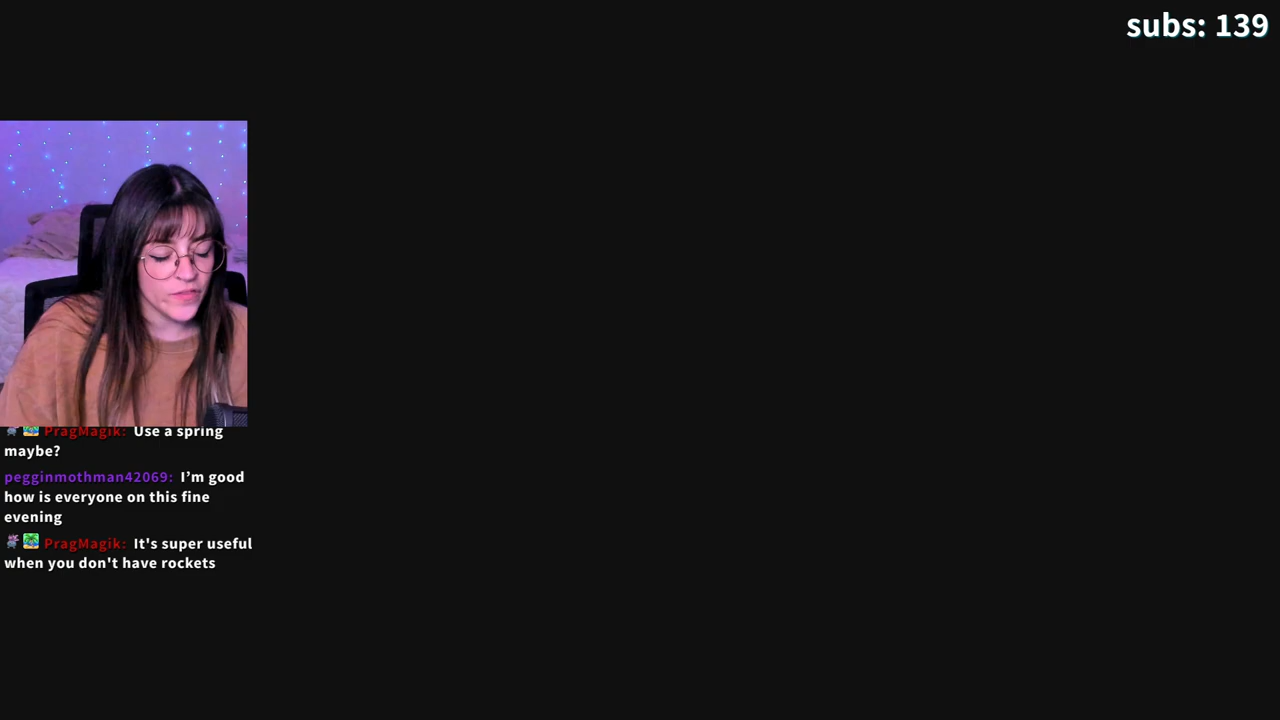 subs: 139
PragMagik: Use a spring
maybe?
pegginmothman42069: I’m good
how is everyone on this fine
evening
PragMagik: It's super useful
when you don't have rockets